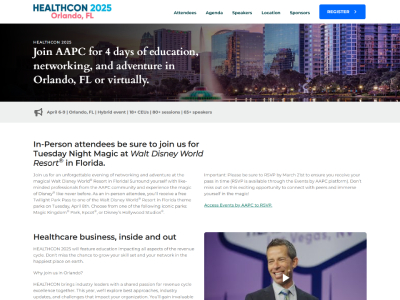 HEALTHCON 2025
Orlando, FL
Attendees Agenda Speakers Location Sponsors REGISTER
HEALTHCON 2025
Join AAPC for 4 days of education,
networking, and adventure in
Orlando, FL or virtually.
April 6-9 | Orlando, FL | Hybrid event | 18+ CEUs | 80+ sessions | 85+ speakers
In-Person attendees be sure to join us for
Tuesday Night Magic at Walt Disney World
Resort® in Florida.
Join us for an unforgettable evening of networking and adventure at the
magical Walt Disney World® Resort in Florida! Surround yourself with like-
minded professionals from the AAPC community and experience the magic
of Disney® like never before. As an in-person attendee, you'll receive a free
Twilight Park Pass to one of the Walt Disney World® Resort in Florida theme
parks on Tuesday, April 8th. Choose from one of the following iconic parks:
Magic Kingdom® Park, Epcot®, or Disney's Hollywood Studios®.
Important: Please be sure to RSVP by March 21st to ensure you receive your
pass in time (RSVP is available through the Events by AAPC platform). Don't
miss out on this exciting opportunity to connect with peers and immerse
yourself in the magic!
Access Events by AAPC to RSVP.
Healthcare business, inside and out
HEALTHCON 2025 will feature education impacting all aspects of the revenue
cycle. Don't miss the chance to grow your skill set and your network in the
happiest place on earth.
Why join us in Orlando?
HEALTHCON brings industry leaders with a shared passion for revenue cycle
excellence together. This year, we'll explore best approaches, industry
updates, and challenges that impact your organization. You'll gain invaluable